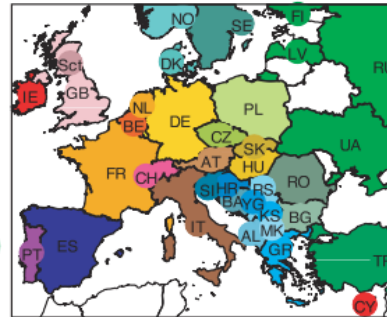 NO
SE
FI
LV
RU
Sct
DK
IE
GB
NL
BE
DE
PL
UA
CZ
SK
FR
CH
AT
HU
RO
SI
HR
RS
BA
YG
BG
KS
MK
AL
GR
IT
PT
ES
TR
CY